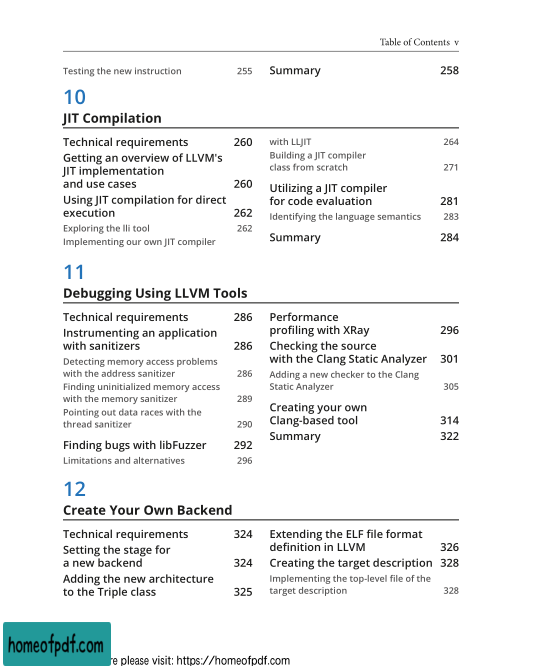 Table of Contents v
Testing the new instruction 255
Summary 258
10
JIT Compilation
Technical requirements 260
Getting an overview of LLVM's
JIT implementation
and use cases 260
Using JIT compilation for direct
execution 262
Exploring the lli tool 262
Implementing our own JIT compiler
with LLJIT 264
Building a JIT compiler
class from scratch 271
Utilizing a JIT compiler
for code evaluation 281
Identifying the language semantics 283
Summary 284
11
Debugging Using LLVM Tools
Technical requirements 286
Instrumenting an application
with sanitizers 286
Detecting memory access problems
with the address sanitizer 286
Finding uninitialized memory access
with the memory sanitizer 289
Pointing out data races with the
thread sanitizer 290
Finding bugs with libFuzzer 292
Limitations and alternatives 296
Performance
profiling with XRay 296
Checking the source
with the Clang Static Analyzer 301
Adding a new checker to the Clang
Static Analyzer 305
Creating your own
Clang-based tool 314
Summary 322
12
Create Your Own Backend
Technical requirements 324
Setting the stage for
a new backend 324
Adding the new architecture
to the Triple class 325
Extending the ELF file format
definition in LLVM 326
Creating the target description 328
Implementing the top-level file of the
target description 328
homeofpdf.com
please visit: https://homeofpdf.com